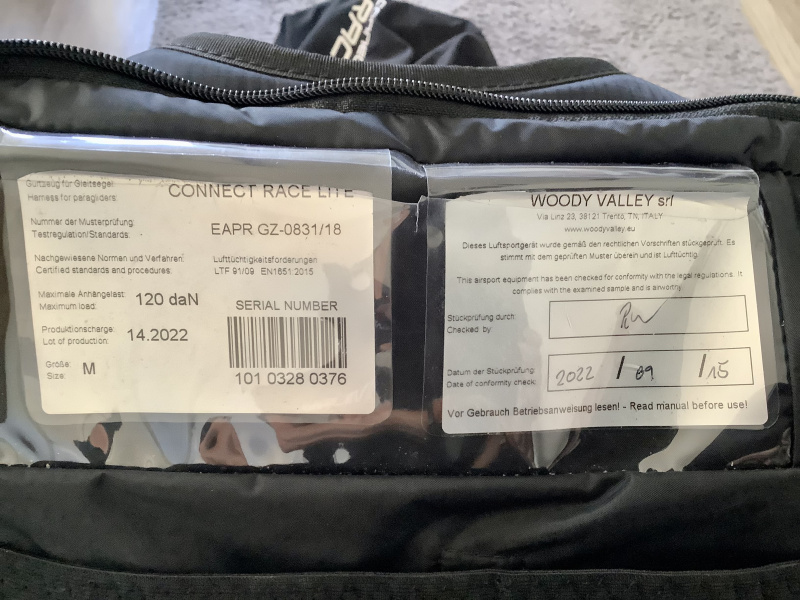 Gurtzeug für Gleitsegel:
Harness for paragliders:
CONNECT RACE LITE
Nummer der Musterprüfung:
Testregulation/Standards:
EAPR GZ-0831/18
Nachgewiesene Normen und Verfahren:
Certified standards and procedures:
Lufttüchtigkeitsforderungen
LTF 91/09 EN1651:2015
Maximale Anhängelast:
Maximum load:
120 daN
Produktionscharge:
Lot of production:
14.2022
Größe:
Size:
M
SERIAL NUMBER
101 0328 0376
WOODY VALLEY srl
Via Linz 23, 38121 Trento, TN, ITALY
www.woodyvalley.eu
Dieses Luftsportgerät wurde gemäß den rechtlichen Vorschriften stückgeprüft. Es
stimmt mit dem geprüften Muster überein und ist Luftüchtig.
This airsport equipment has been checked for conformity with the legal regulations. It
complies with the examined sample and is airworthy.
Stückprüfung durch:
Checked by
Datum der Stückprüfung:
Date of conformity check:
2022 / 09 / 15
Vor Gebrauch Betriebsanweisung lesen! - Read manual before use!